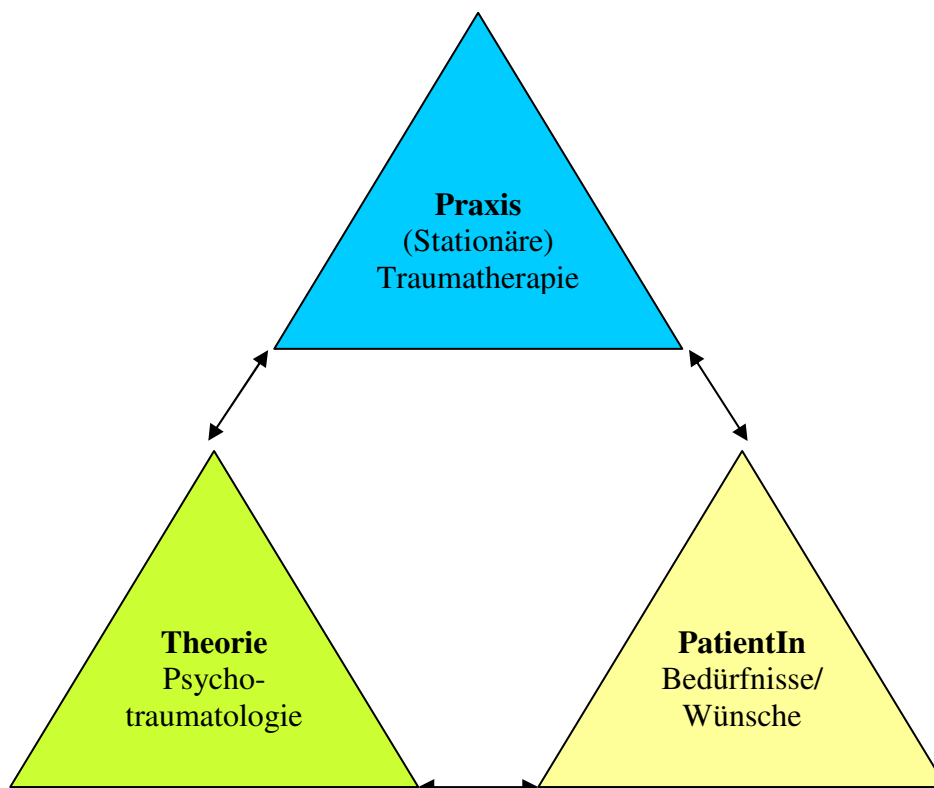 Praxis
(Stationäre)
Traumatherapie
Theorie
Psycho-
traumatologie
PatientIn
Bedürfnisse/
Wünsche